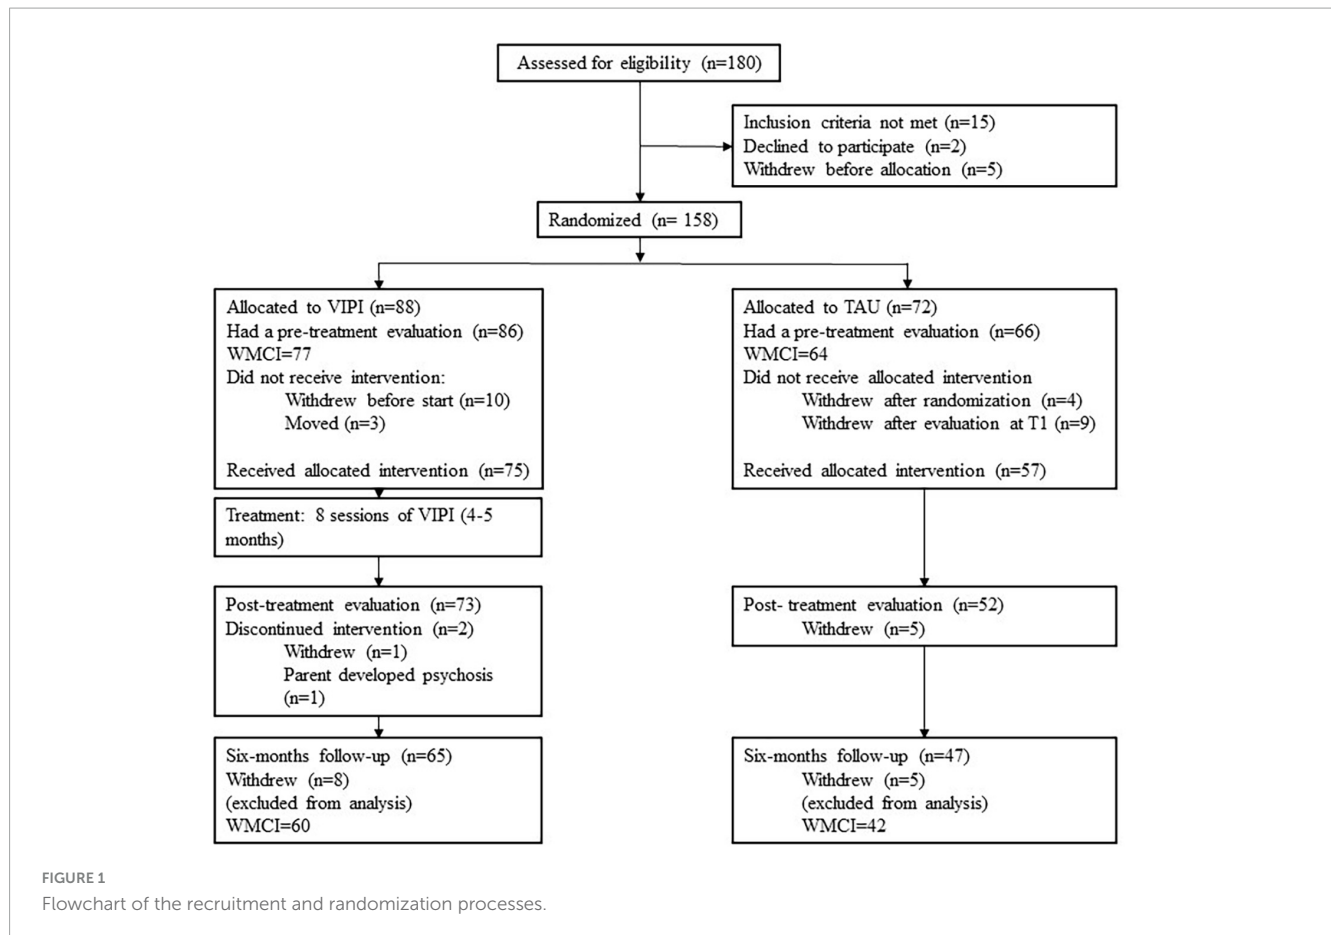 Assessed for eligibility (n=180)
Inclusion criteria not met (n=15)
Declined to participate (n=2)
Withdrew before allocation (n=5)
Randomized (n= 158)
Allocated to VIPI (n=88)
Had a pre-treatment evaluation (n=86)
WMCI=77
Did not receive intervention:
Withdrew before start (n=10)
Moved (n=3)
Received allocated intervention (n=75)
Allocated to TAU (n=72)
Had a pre-treatment evaluation (n=66)
WMCI=64
Did not receive allocated intervention
Withdrew after randomization (n=4)
Withdrew after evaluation at T1 (n=9)
Received allocated intervention (n=57)
Treatment: 8 sessions of VIPI (4-5
months)
Post-treatment evaluation (n=73)
Discontinued intervention (n=2)
Withdrew (n=1)
Parent developed psychosis
(n=1)
Post- treatment evaluation (n=52)
Withdrew (n=5)
Six-months follow-up (n=65)
Withdrew (n=8)
(excluded from analysis)
WMCI=60
Six-months follow-up (n=47)
Withdrew (n=5)
(excluded from analysis)
WMCI=42
FIGURE 1
Flowchart of the recruitment and randomization processes.